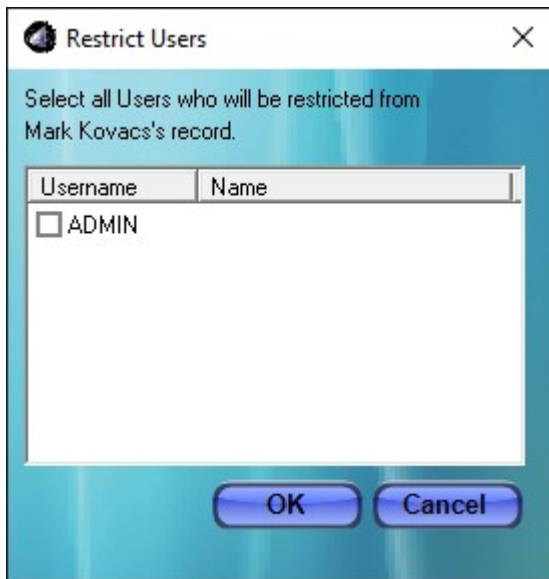 Restrict Users
Select all Users who will be restricted from
Mark Kovacs's record.
Username Name
ADMIN
OK Cancel